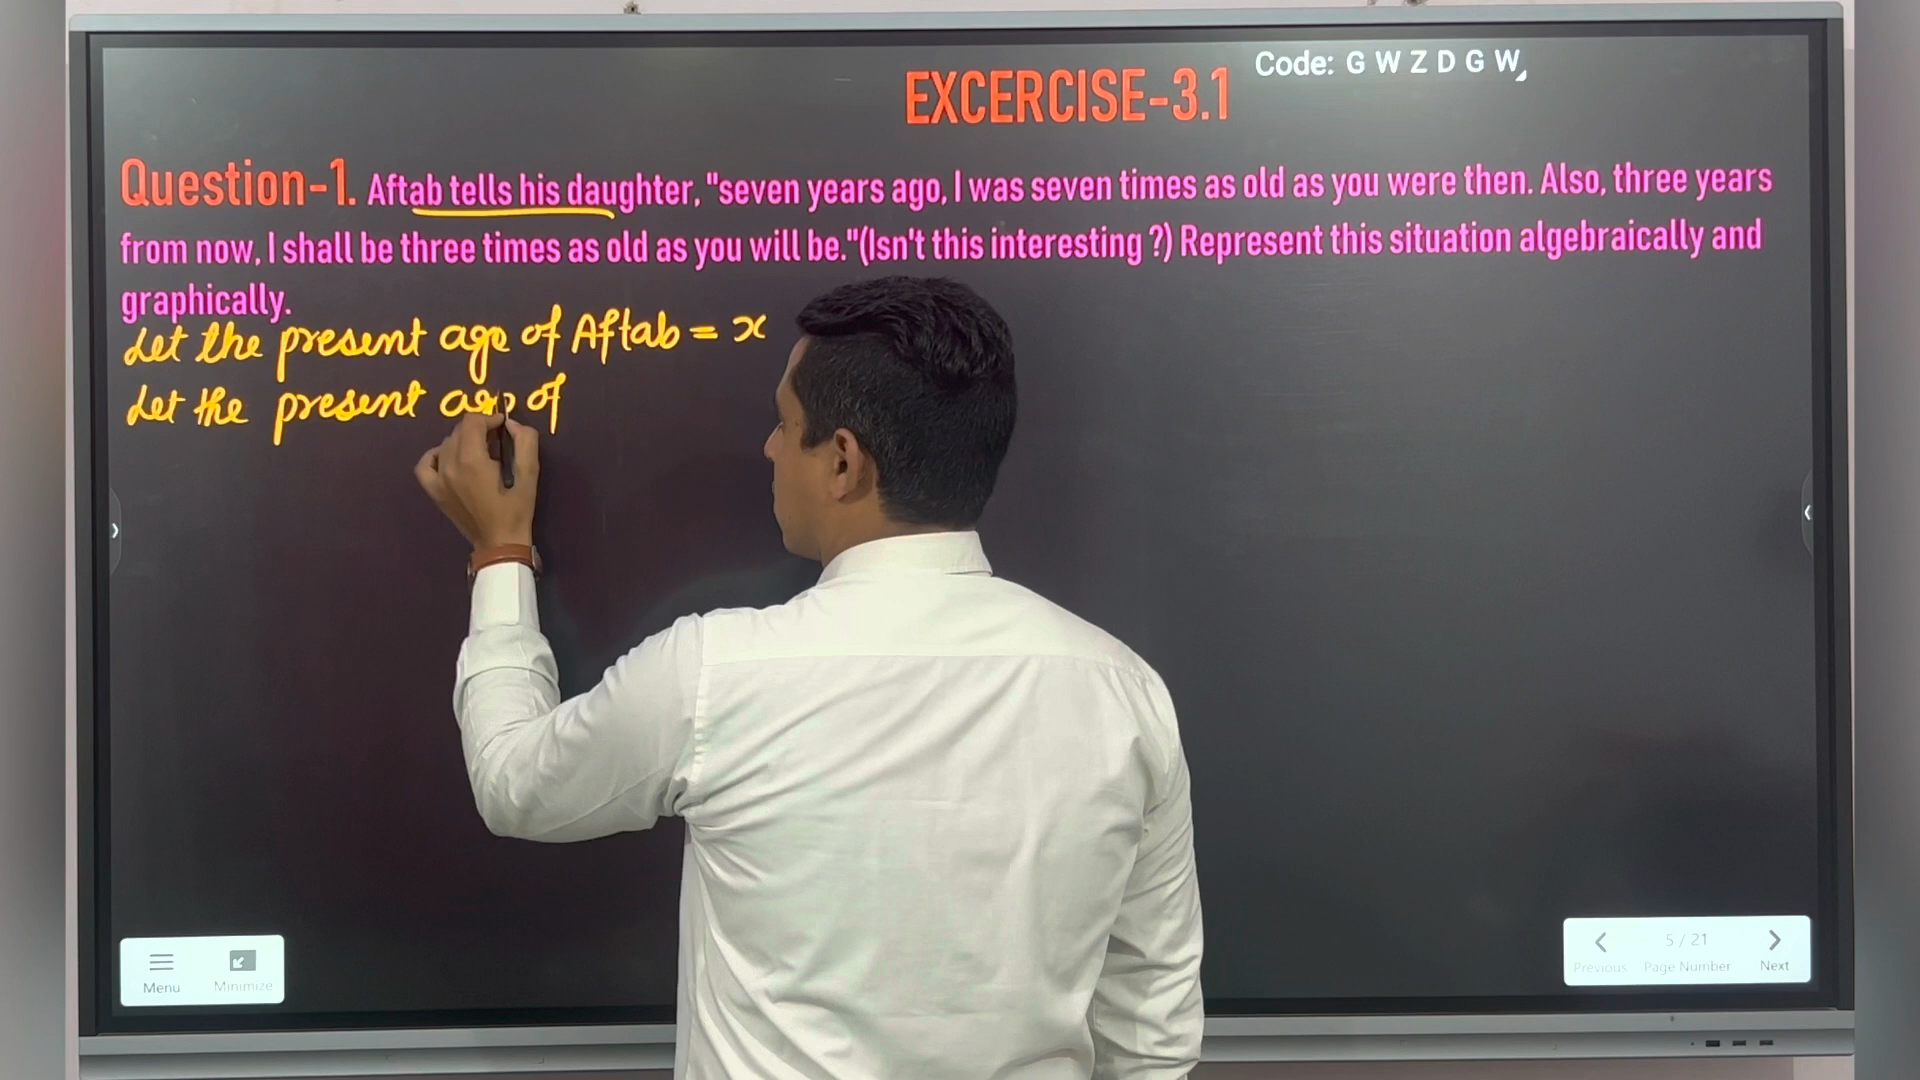 Code: G W Z D G W
EXCERCISE-3.1
Question-1. Aftab tells his daughter, "seven years ago, I was seven times as old as you were then. Also, three years
from now, I shall be three times as old as you will be."(Isn't this interesting ?) Represent this situation algebraically and
graphically.
Let the present age of Aftab = x
Let the present age of
Menu
Minimize
5 / 21
Previous
Page Number
Next